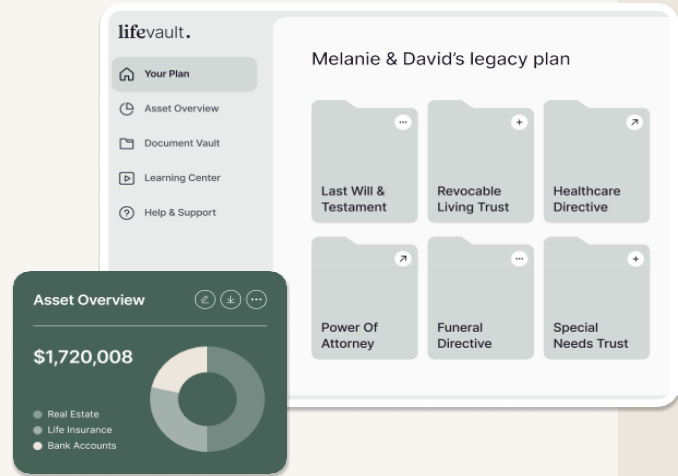 lifevault.
Your Plan
Asset Overview
Document Vault
Learning Center
Help & Support
Melanie & David's legacy plan
Last Will &
Testament
Revocable
Living Trust
Healthcare
Directive
Power Of
Attorney
Funeral
Directive
Special
Needs Trust
Asset Overview
$1,720,008
Real Estate
Life Insurance
Bank Accounts